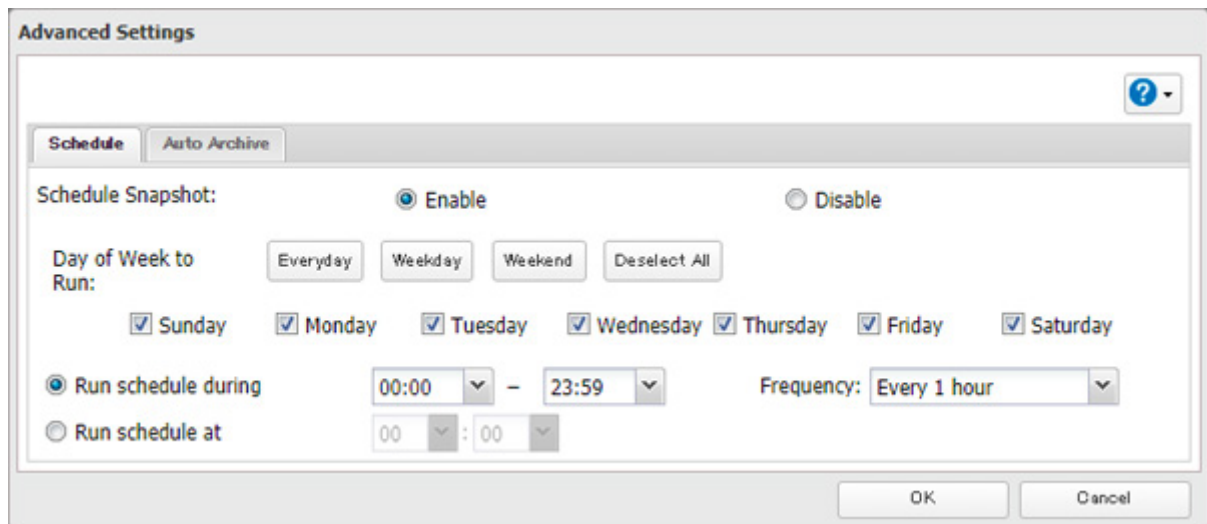 Advanced Settings
?
Schedule Auto Archive
Schedule Snapshot: Enable Disable
Day of Week to Everyday Weekday Weekend Deselect All
Run:
Sunday Monday Tuesday Wednesday Thursday Friday Saturday
Run schedule during 00:00 – 23:59 Frequency: Every 1 hour
Run schedule at 00 : 00
OK Cancel